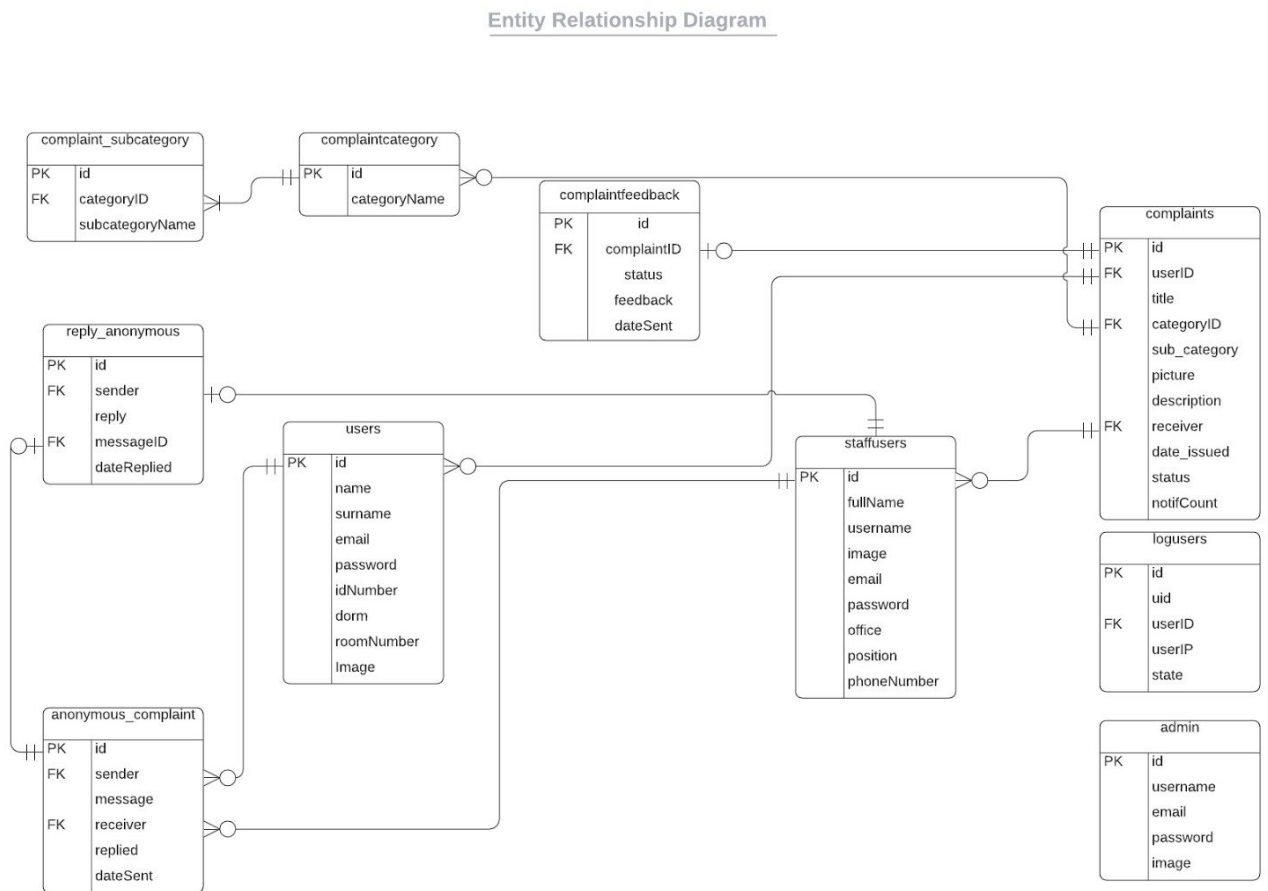 Entity Relationship Diagram
complaint_subcategory
PK id
FK categoryID
subcategoryName
complaintcategory
PK id
categoryName
complaintfeedback
PK id
FK complaintID
status
feedback
dateSent
complaints
PK id
FK userID
title
FK categoryID
sub_category
picture
description
FK receiver
date_issued
status
notifCount
reply_anonymous
PK id
FK sender
reply
FK messageID
dateReplied
users
PK id
name
surname
email
password
idNumber
dorm
roomNumber
Image
staffusers
PK id
fullName
username
image
email
password
office
position
phoneNumber
logusers
PK id
uid
FK userID
userIP
state
anonymous_complaint
PK id
FK sender
message
FK receiver
replied
dateSent
admin
PK id
username
email
password
image